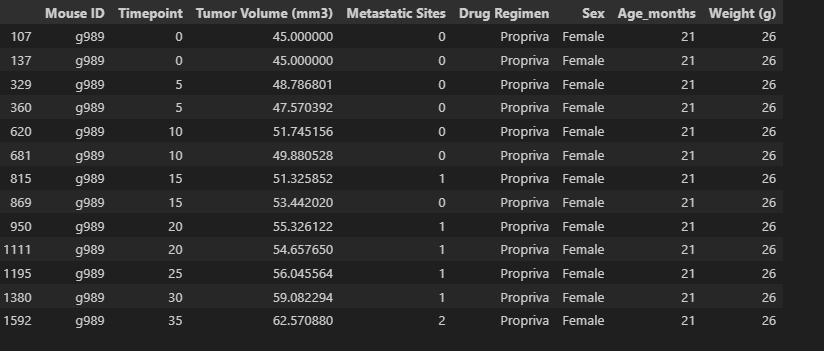 Mouse ID Timepoint Tumor Volume (mm3) Metastatic Sites Drug Regimen Sex Age_months Weight (g)
107 g989 0 45.000000 0 Propriva Female 21 26
137 g989 0 45.000000 0 Propriva Female 21 26
329 g989 5 48.786801 0 Propriva Female 21 26
360 g989 5 47.570392 0 Propriva Female 21 26
620 g989 10 51.745156 0 Propriva Female 21 26
681 g989 10 49.880528 0 Propriva Female 21 26
815 g989 15 51.325852 1 Propriva Female 21 26
869 g989 15 53.442020 0 Propriva Female 21 26
950 g989 20 55.326122 1 Propriva Female 21 26
1111 g989 20 54.657650 1 Propriva Female 21 26
1195 g989 25 56.045564 1 Propriva Female 21 26
1380 g989 30 59.082294 1 Propriva Female 21 26
1592 g989 35 62.570880 2 Propriva Female 21 26